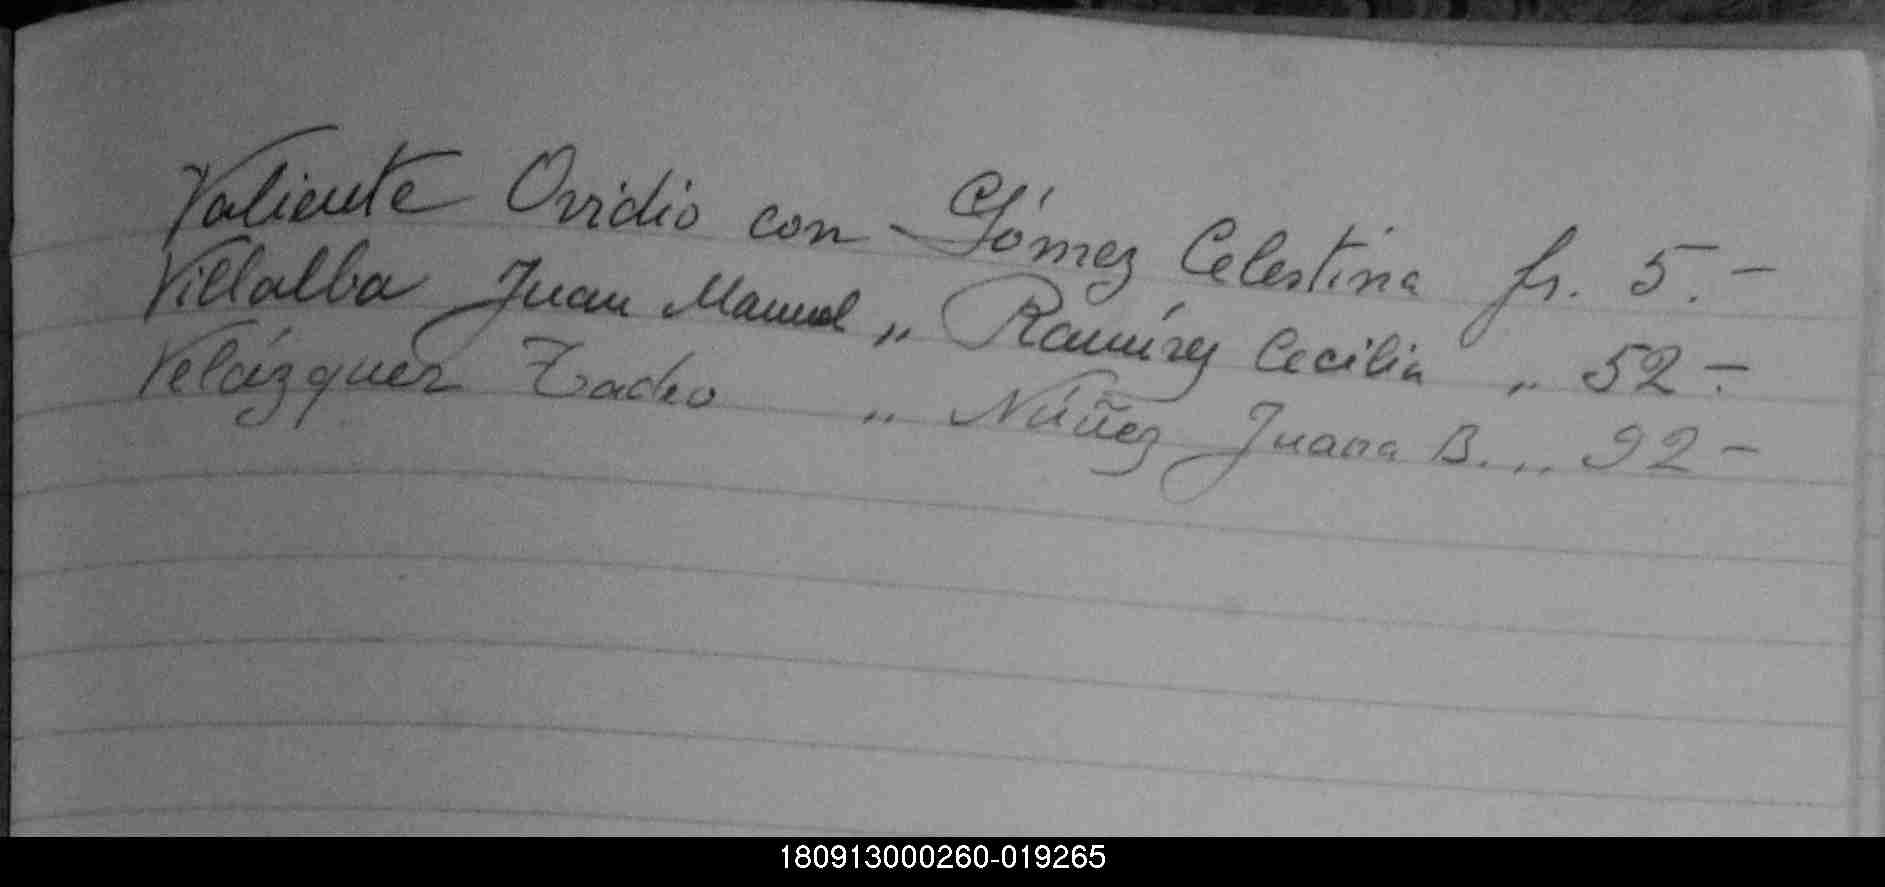 Valiente Ovidio con Gómez Celestina fs. 5.-
Villalba Juan Manuel " Ramírez Cecilia " 52.-
Velázquez Tadeo " Núñez Juana B. " 92-
180913000260-019265